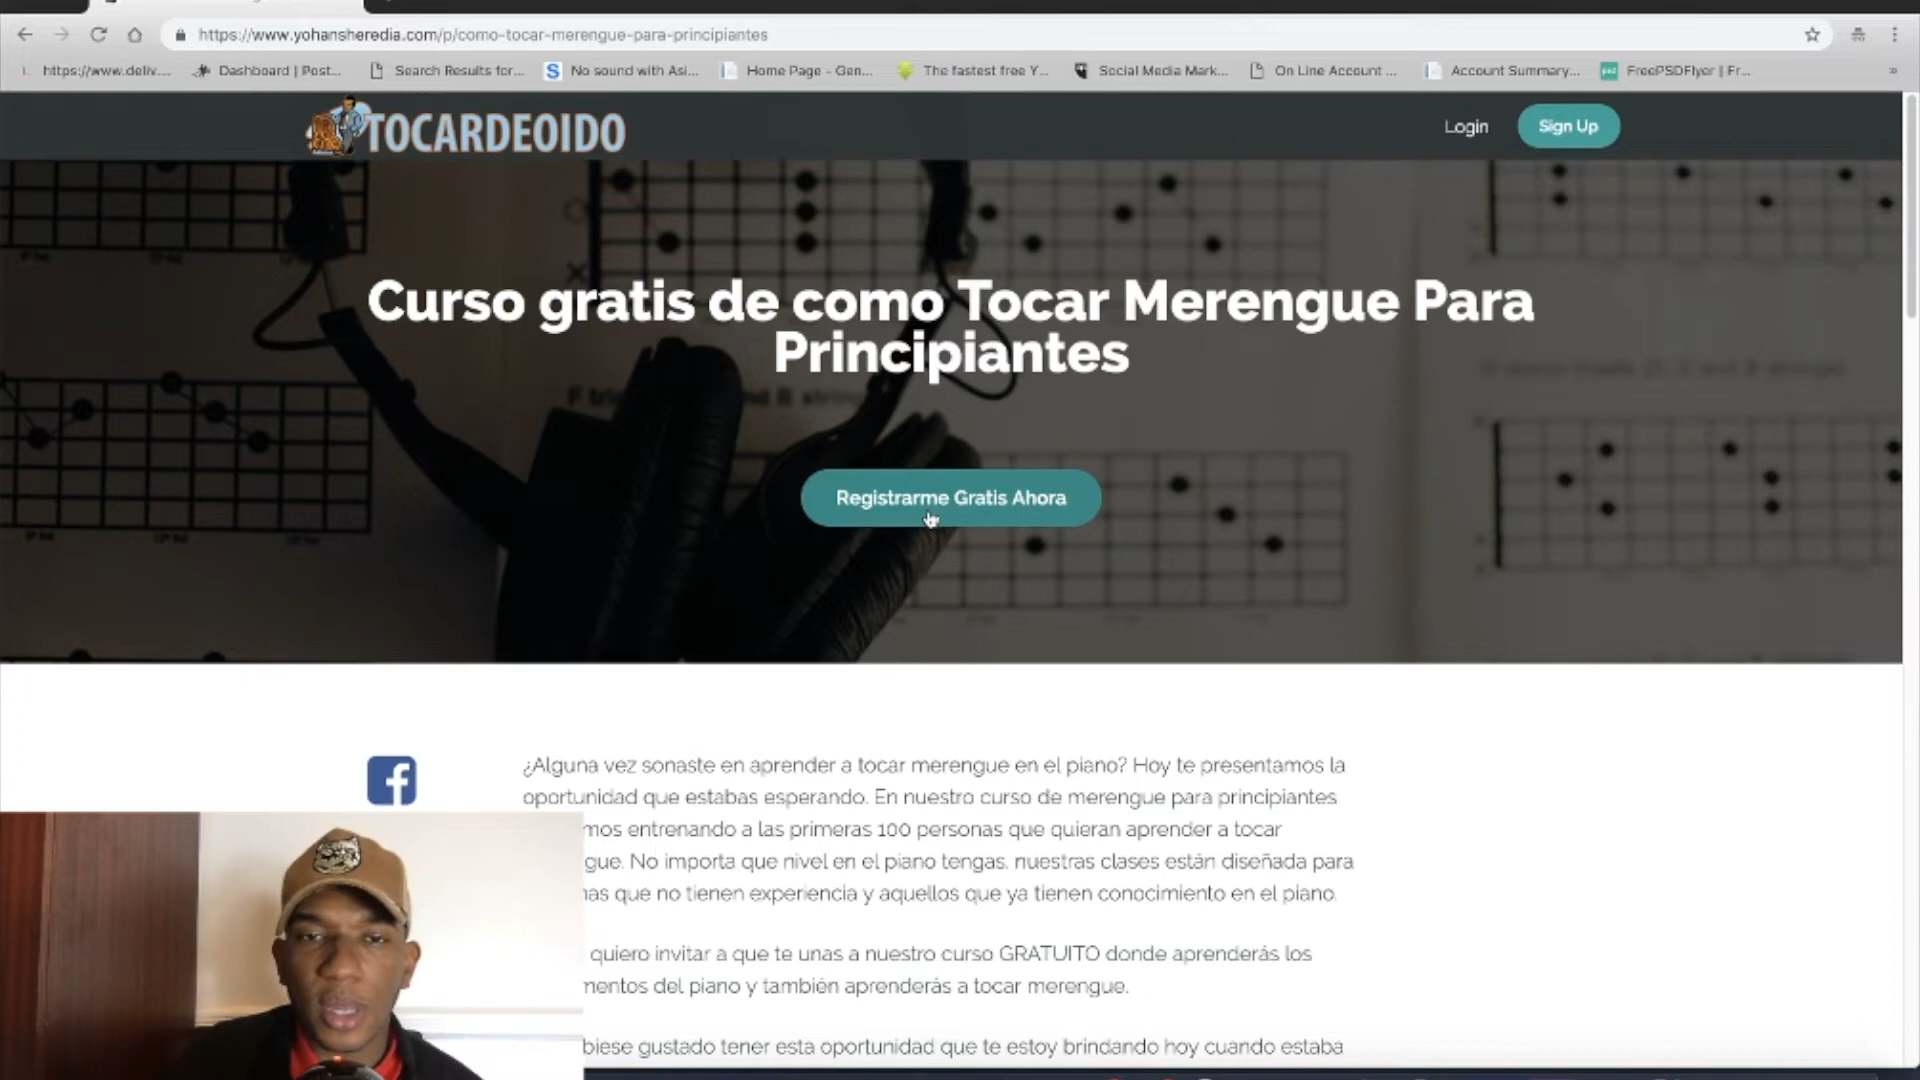 https://www.yohansheredia.com/p/como-tocar-merengue-para-principiantes
https://www.deliv... Dashboard | Post... Search Results for... No sound with Asi... Home Page - Gen... The fastest free Y... Social Media Mark... On Line Account ... Account Summary... FreePSDFlyer | Fr... »
TOCARDEOIDO
Login Sign Up
Curso gratis de como Tocar Merengue Para
Principiantes
Registrarme Gratis Ahora
¿Alguna vez sonaste en aprender a tocar merengue en el piano? Hoy te presentamos la
oportunidad que estabas esperando. En nuestro curso de merengue para principiantes
mos entrenando a las primeras 100 personas que quieran aprender a tocar
gue. No importa que nivel en el piano tengas, nuestras clases están diseñada para
nas que no tienen experiencia y aquellos que ya tienen conocimiento en el piano.
quiero invitar a que te unas a nuestro curso GRATUITO donde aprenderás los
mentos del piano y también aprenderás a tocar merengue.
biese gustado tener esta oportunidad que te estoy brindando hoy cuando estaba